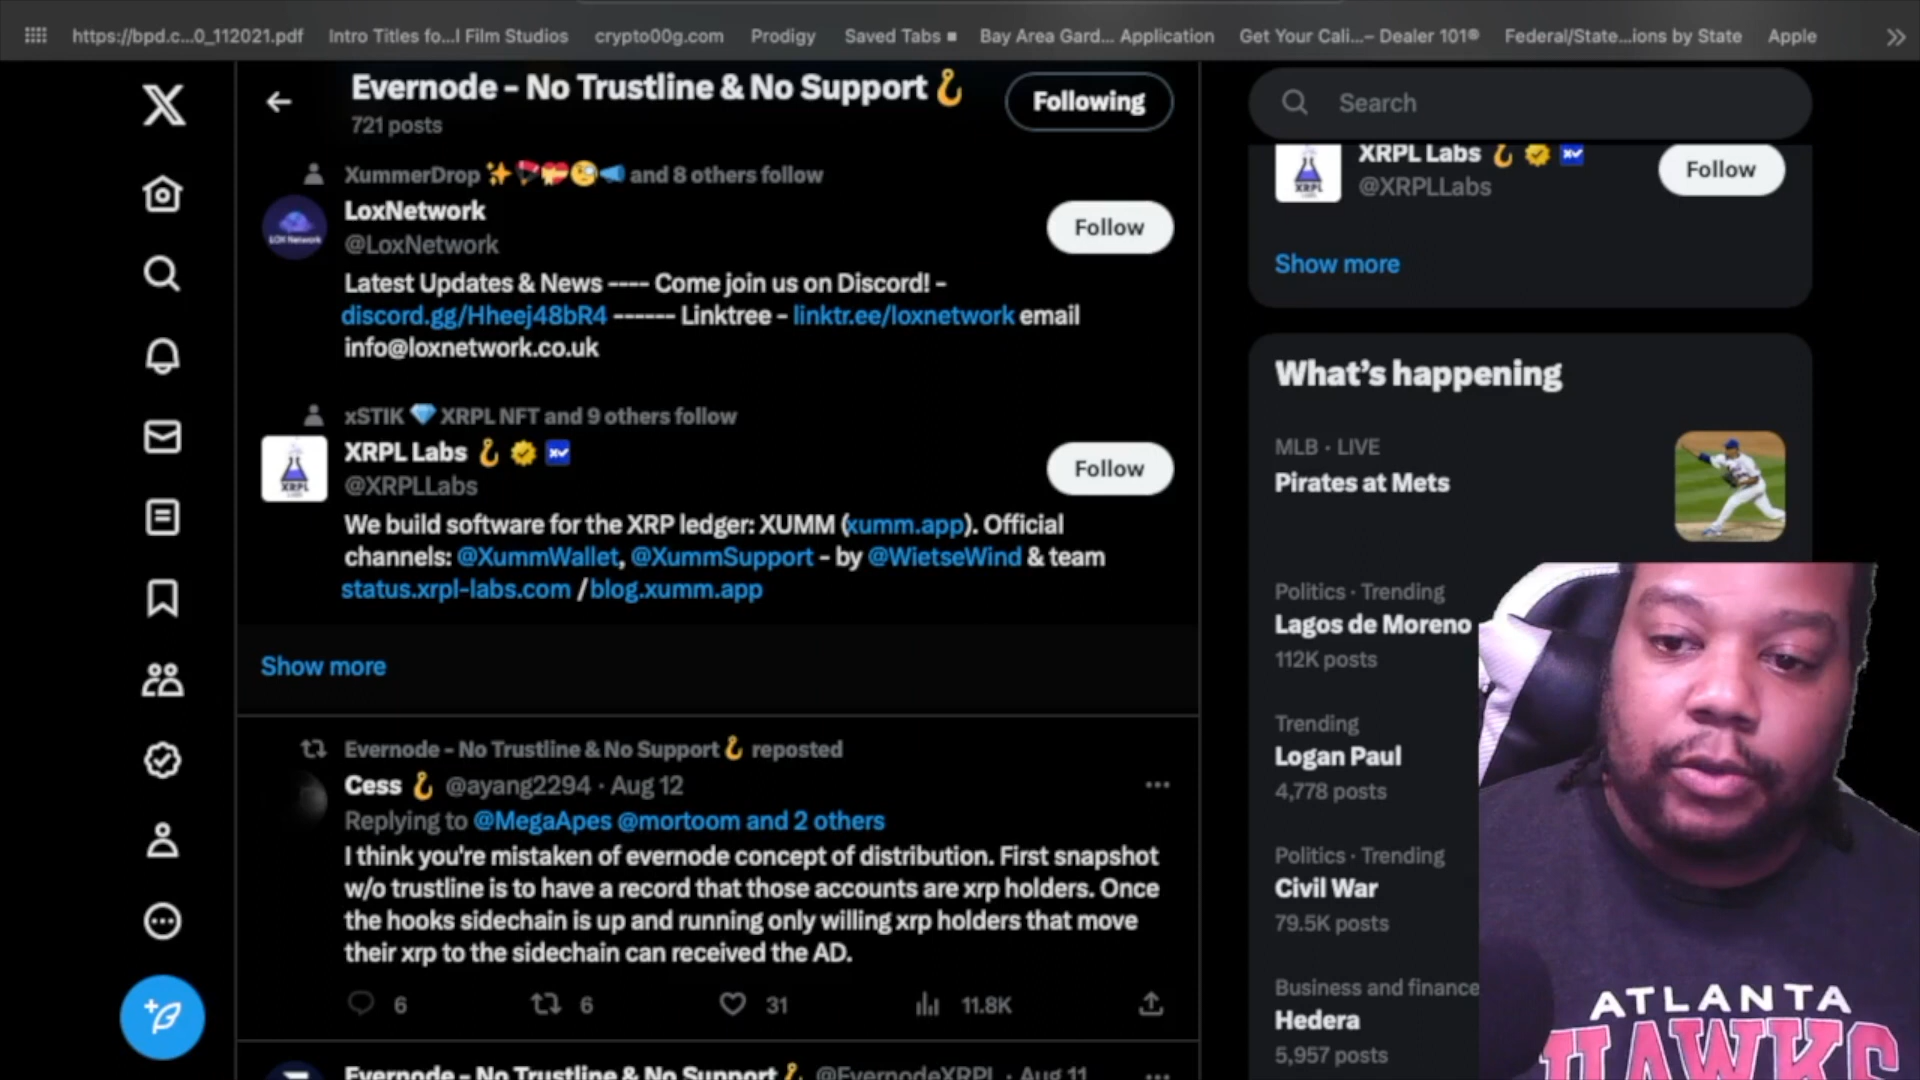 https://bpd.c...0_112021.pdf Intro Titles fo...l Film Studios crypto00g.com Prodigy Saved Tabs Bay Area Gard... Application Get Your Cali...– Dealer 101® Federal/State...ions by State Apple
Evernode - No Trustline & No Support
721 posts
Following
XummerDrop and 8 others follow
LoxNetwork
@LoxNetwork
Follow
Latest Updates & News ---- Come join us on Discord! -
discord.gg/Hheej48bR4 ------ Linktree - linktr.ee/loxnetwork email
info@loxnetwork.co.uk
xSTIK XRPL NFT and 9 others follow
XRPL Labs
@XRPLLabs
Follow
We build software for the XRP ledger: XUMM (xumm.app). Official
channels: @XummWallet, @XummSupport - by @WietseWind & team
status.xrpl-labs.com / blog.xumm.app
Show more
Evernode - No Trustline & No Support reposted
Cess @ayang2294 · Aug 12
Replying to @MegaApes @mortoom and 2 others
I think you're mistaken of evernode concept of distribution. First snapshot
w/o trustline is to have a record that those accounts are xrp holders. Once
the hooks sidechain is up and running only willing xrp holders that move
their xrp to the sidechain can received the AD.
6 6 31 11.8K
Evernode - No Trustline & No Support @EvernodeXRPL · Aug 11
Search
XRPL Labs
@XRPLLabs
Follow
Show more
What's happening
MLB · LIVE
Pirates at Mets
Politics · Trending
Lagos de Moreno
112K posts
Trending
Logan Paul
4,778 posts
Politics · Trending
Civil War
79.5K posts
Business and finance
Hedera
5,957 posts
ATLANTA
HAWKS
LOX Network
XRPL
LABS
XRPL